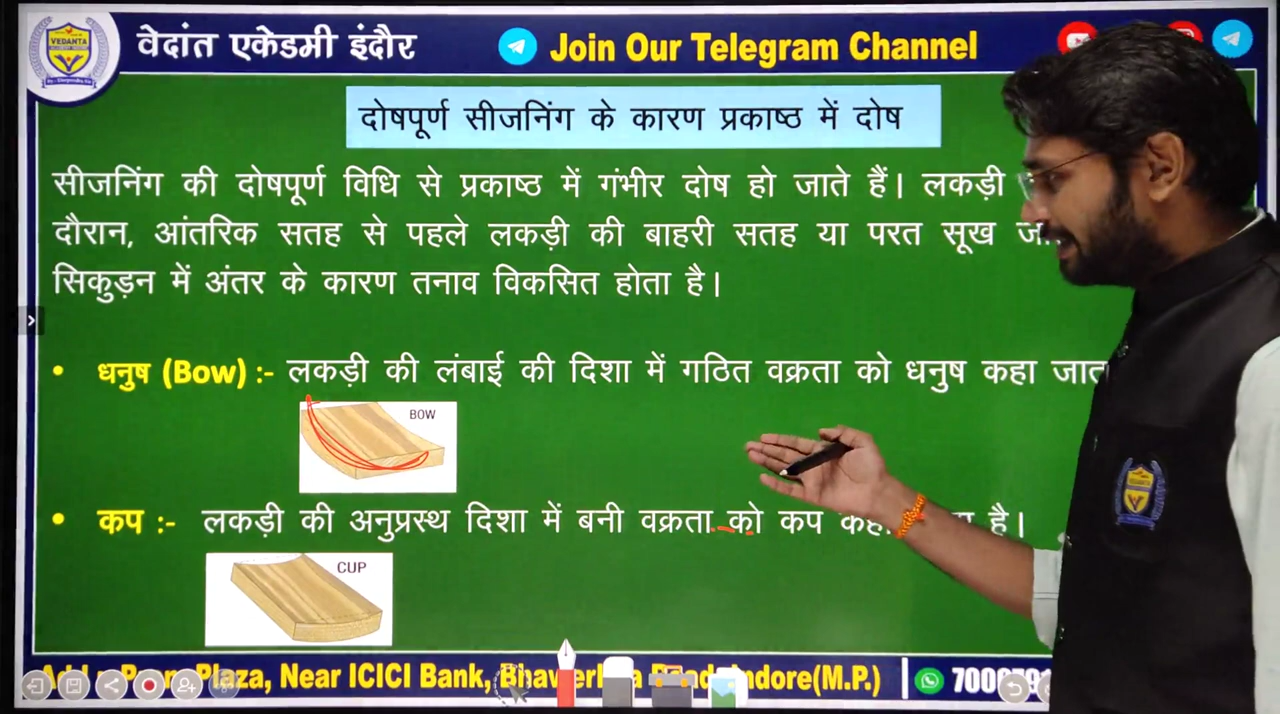 VEDANTA
वेदांत एकेडमी इंदौर
Join Our Telegram Channel
दोषपूर्ण सीजनिंग के कारण प्रकाष्ठ में दोष
सीजनिंग की दोषपूर्ण विधि से प्रकाष्ठ में गंभीर दोष हो जाते हैं। लकड़ी
दौरान, आंतरिक सतह से पहले लकड़ी की बाहरी सतह या परत सूख
सिकुड़न में अंतर के कारण तनाव विकसित होता है।
• धनुष (Bow) :- लकड़ी की लंबाई की दिशा में गठित वक्रता को धनुष कहा
BOW
• कप :- लकड़ी की अनुप्रस्थ दिशा में बनी वक्रता को कप है।
CUP
Plaza, Near ICICI Bank, Indore(M.P.)